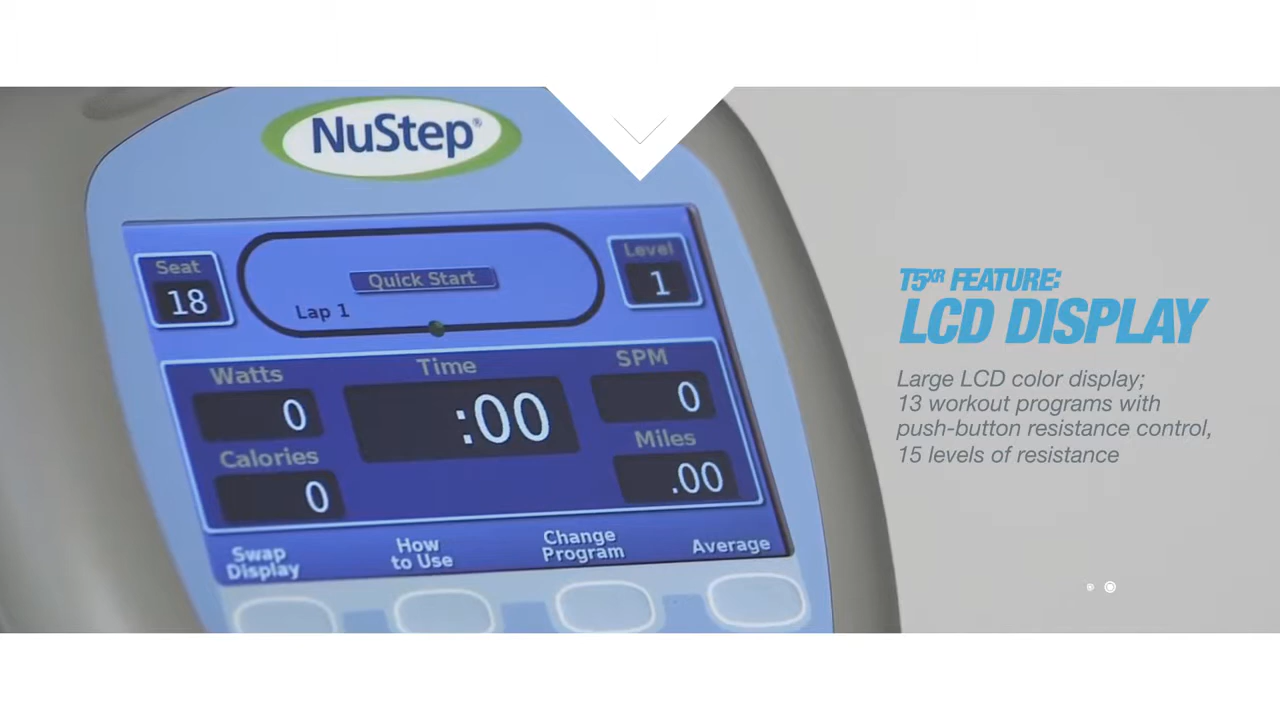 NuStep®
Seat
18
Quick Start
Lap 1
Level
1
Watts
0
Time
:00
SPM
0
Calories
0
Miles
.00
Swap
Display
How
to Use
Change
Program
Average
T5XR FEATURE:
LCD DISPLAY
Large LCD color display;
13 workout programs with
push-button resistance control,
15 levels of resistance